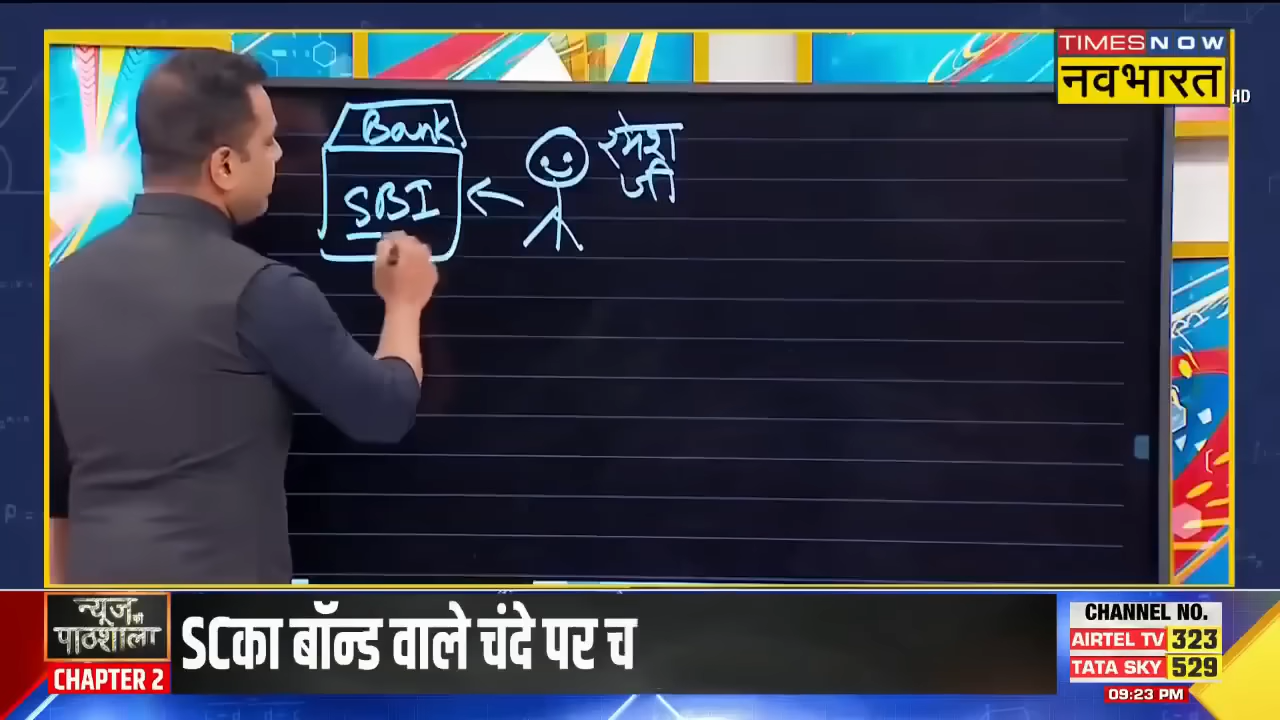 TIMES NOW
नवभारत
HD
Bank
SBI
रमेश
जी
न्यूज़ की
पाठशाला
CHAPTER 2
SCका बॉन्ड वाले चंदे पर च
CHANNEL NO.
AIRTEL TV 323
TATA SKY 529
09:23 PM